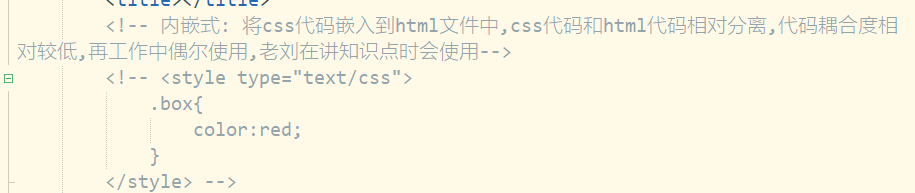 <title></title>
<!-- 内嵌式: 将css代码嵌入到html文件中,css代码和html代码相对分离,代码耦合度相
对较低,再工作中偶尔使用,老刘在讲知识点时会使用-->
<!-- <style type="text/css">
.box{
color:red;
}
</style> -->